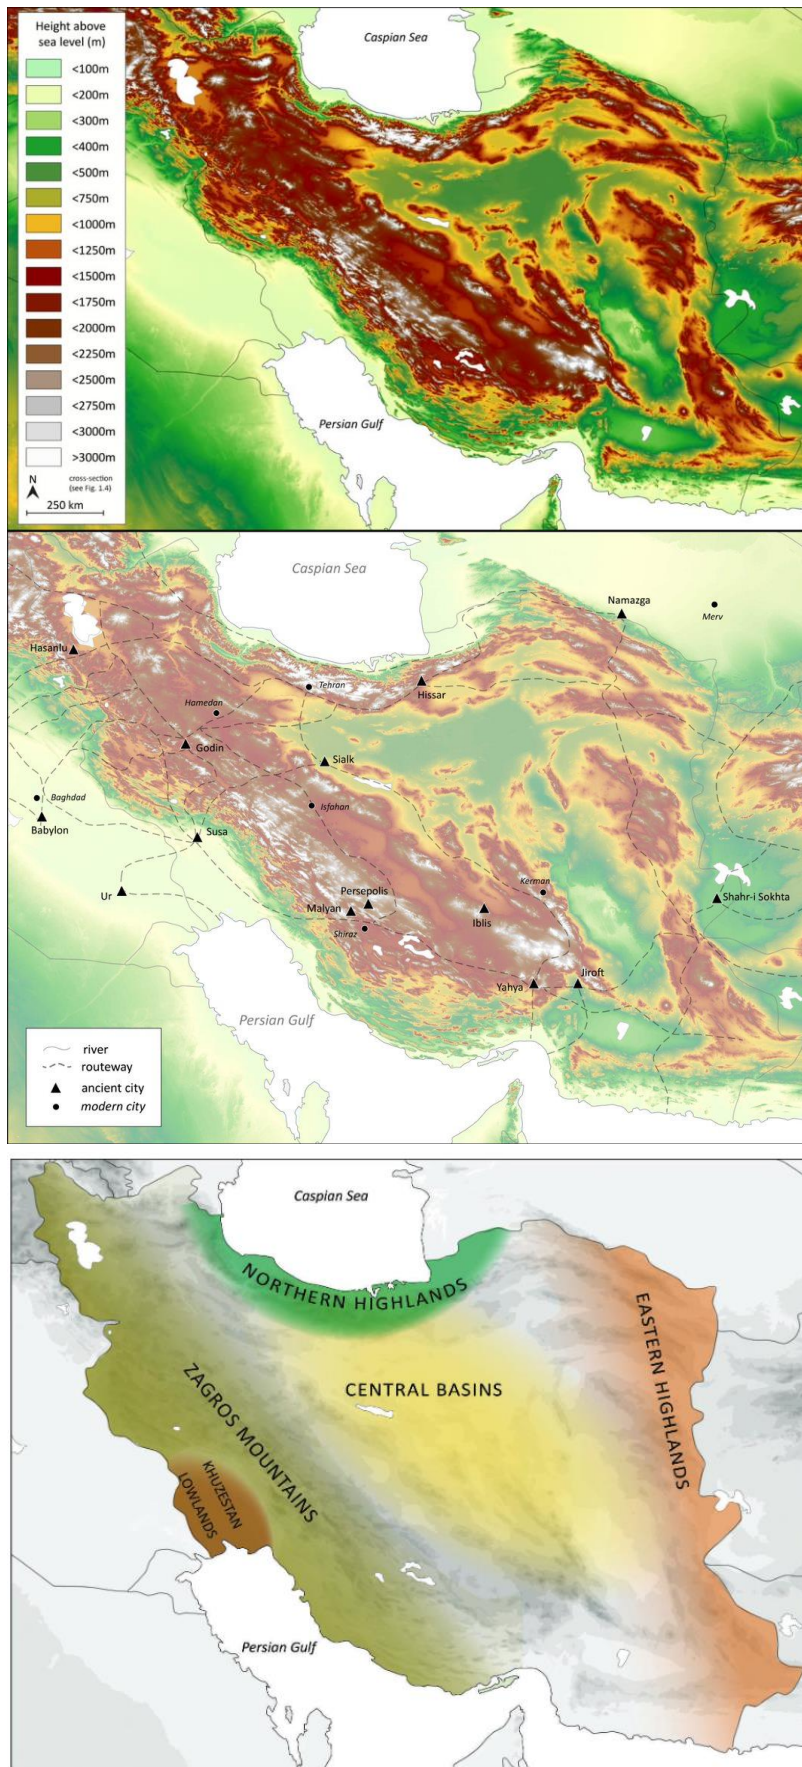 Height above
sea level (m)
<100m
<200m
<300m
<400m
<500m
<750m
<1000m
<1250m
<1500m
<1750m
<2000m
<2250m
<2500m
<2750m
<3000m
>3000m
N
cross-section
(see Fig. 1.4)
250 km
Caspian Sea
Persian Gulf
Caspian Sea
Namazga
Merv
Hasanlu
Tehran
Hissar
Hamedan
Godin
Sialk
Baghdad
Isfahan
Babylon
Susa
Kerman
Ur
Persepolis
Malyan
Iblis
Shahr-i Sokhta
Shiraz
Jiroft
Yahya
Persian Gulf
river
routeway
ancient city
modern city
Caspian Sea
NORTHERN HIGHLANDS
EASTERN HIGHLANDS
CENTRAL BASINS
ZAGROS MOUNTAINS
KHUZESTAN
LOWLANDS
Persian Gulf